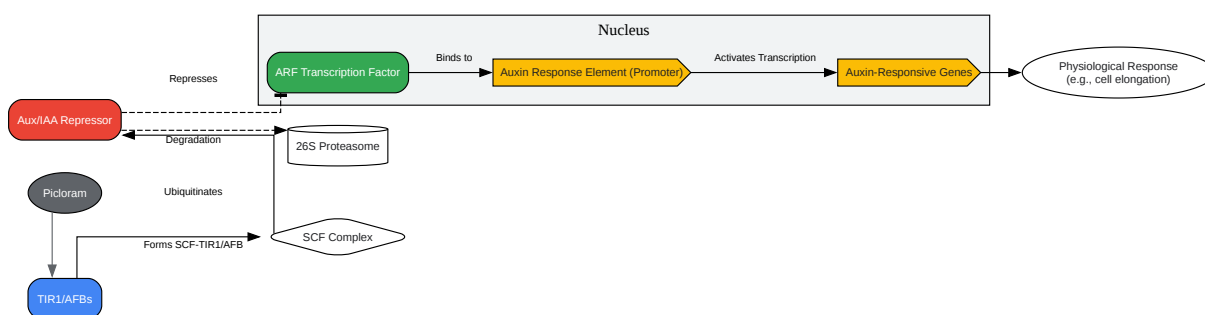 Nucleus
Represses
ARF Transcription Factor
Binds to
Auxin Response Element (Promoter)
Activates Transcription
Auxin-Responsive Genes
Physiological Response
(e.g., cell elongation)
Aux/IAA Repressor
Degradation
26S Proteasome
Picloram
Ubiquitinates
Forms SCF-TIR1/AFB
SCF Complex
TIR1/AFBs